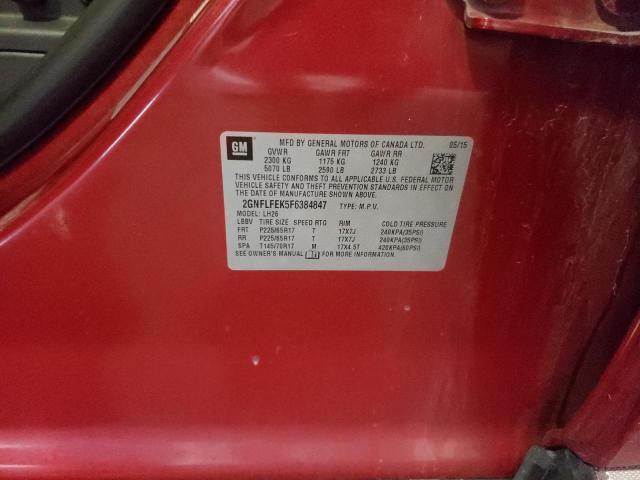 GM
MFD BY GENERAL MOTORS OF CANADA LTD. 05/15
GVWR GAWR FRT GAWR RR
2300 KG 1175 KG 1240 KG
5070 LB 2590 LB 2733 LB
THIS VEHICLE CONFORMS TO ALL APPLICABLE U.S. FEDERAL MOTOR
VEHICLE SAFETY AND THEFT PREVENTION STANDARDS IN EFFECT ON THE
DATE OF MANUFACTURE SHOWN ABOVE.
2GNFLFEK5F6384847 TYPE: M.P.V.
MODEL: LH26
LBBV TIRE SIZE SPEED RTG RIM COLD TIRE PRESSURE
FRT P225/65R17 T 17X7J 240KPA(35PSI)
RR P225/65R17 T 17X7J 240KPA(35PSI)
SPA T145/70R17 M 17X4.5T 420KPA(60PSI)
SEE OWNER'S MANUAL FOR MORE INFORMATION.